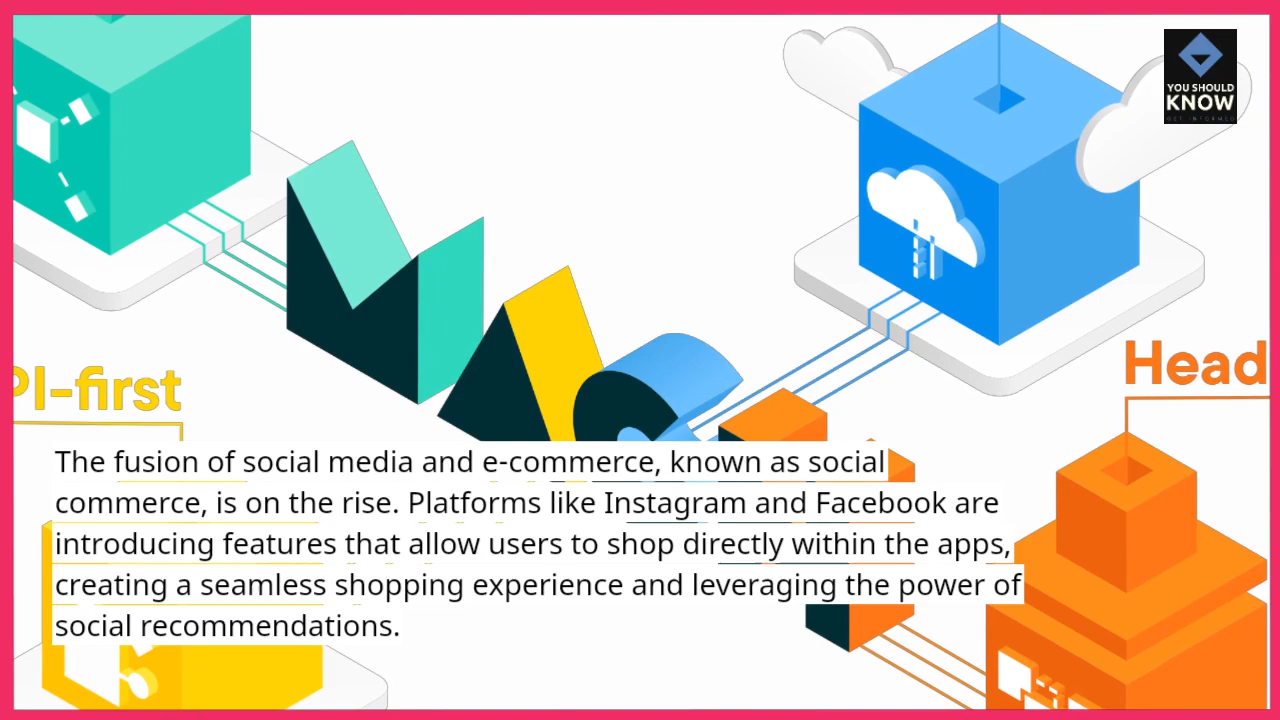 YOU SHOULD
KNOW
GET INFORMED
PI-first
Head
The fusion of social media and e-commerce, known as social
commerce, is on the rise. Platforms like Instagram and Facebook are
introducing features that allow users to shop directly within the apps,
creating a seamless shopping experience and leveraging the power of
social recommendations.